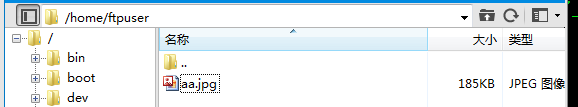 /home/ftpuser
/
bin
boot
dev
名称 大小 类型
..
aa.jpg 185KB JPEG 图像